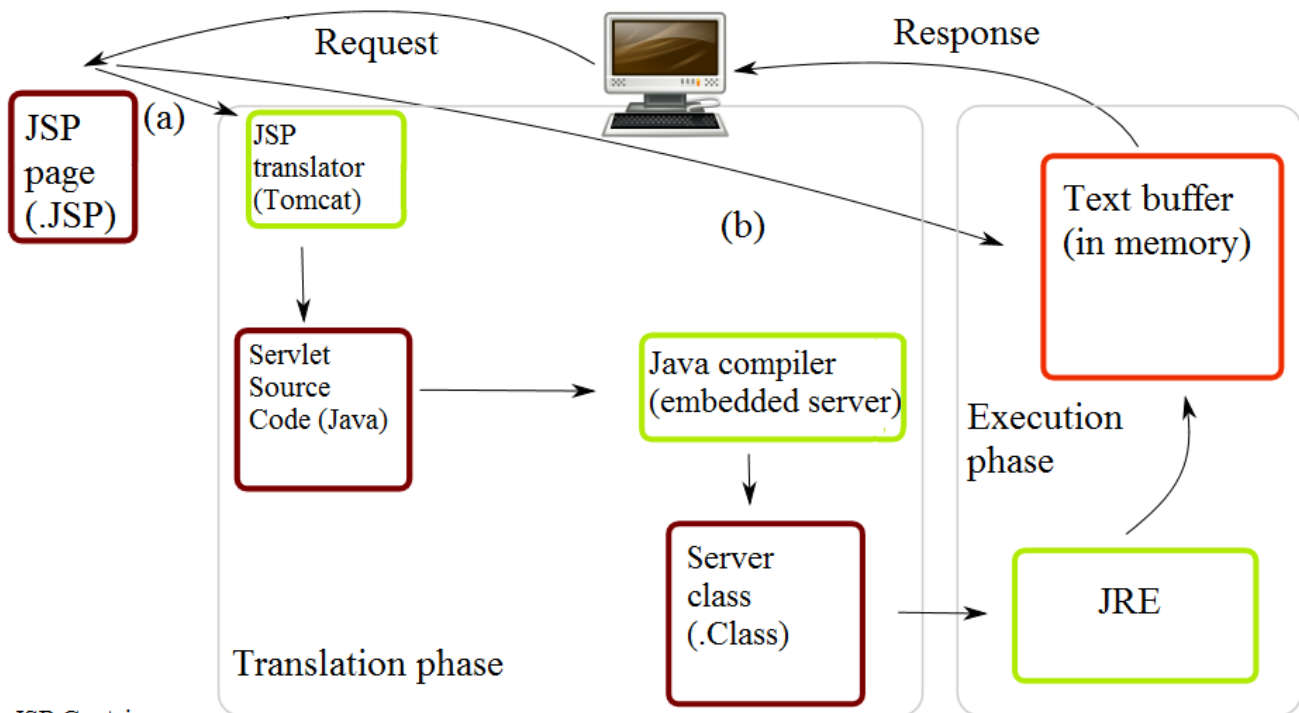 Request
Response
(a)
JSP
page
(.JSP)
JSP
translator
(Tomcat)
(b)
Text buffer
(in memory)
Servlet
Source
Code (Java)
Java compiler
(embedded server)
Execution
phase
Server
class
(.Class)
JRE
Translation phase